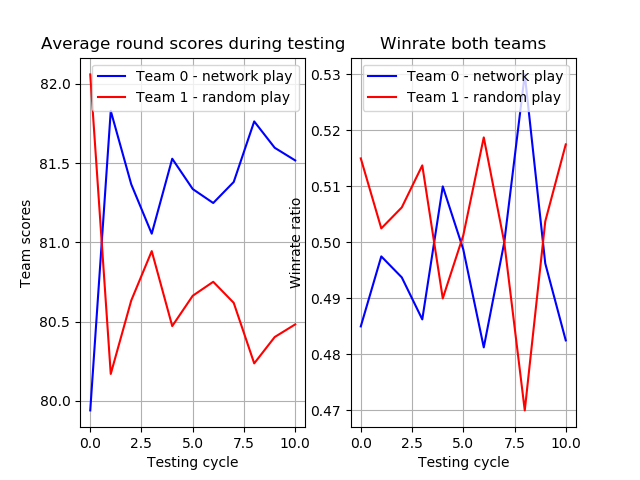 Average round scores during testing
Team 0 - network play
Team 1 - random play
Team scores
82.0
81.5
81.0
80.5
80.0
0.0 2.5 5.0 7.5 10.0
Testing cycle
Winrate both teams
Team 0 - network play
Team 1 - random play
Winrate ratio
0.53
0.52
0.51
0.50
0.49
0.48
0.47
0.0 2.5 5.0 7.5 10.0
Testing cycle